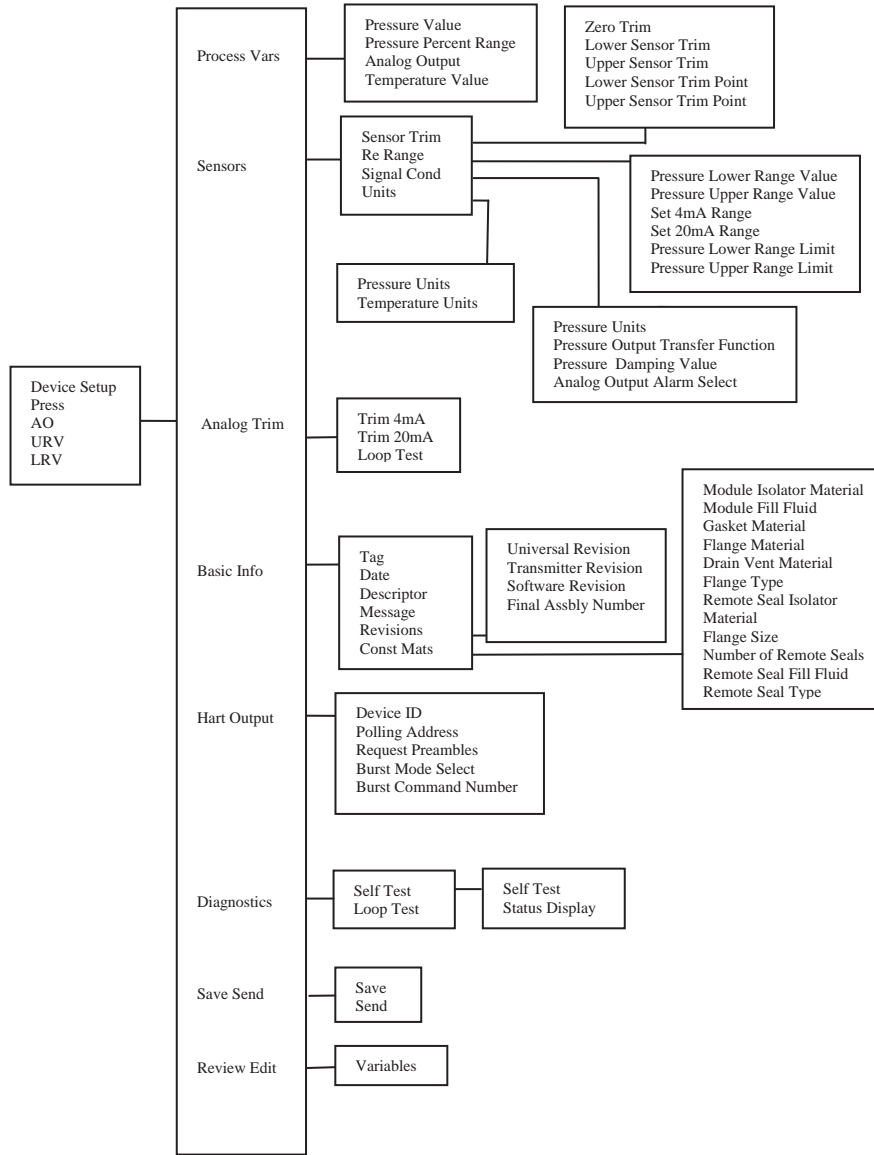 Device Setup
Press
AO
URV
LRV
Process Vars
Pressure Value
Pressure Percent Range
Analog Output
Temperature Value
Sensors
Sensor Trim
Re Range
Signal Cond
Units
Zero Trim
Lower Sensor Trim
Upper Sensor Trim
Lower Sensor Trim Point
Upper Sensor Trim Point
Pressure Lower Range Value
Pressure Upper Range Value
Set 4mA Range
Set 20mA Range
Pressure Lower Range Limit
Pressure Upper Range Limit
Pressure Units
Temperature Units
Pressure Units
Pressure Output Transfer Function
Pressure Damping Value
Analog Output Alarm Select
Analog Trim
Trim 4mA
Trim 20mA
Loop Test
Basic Info
Tag
Date
Descriptor
Message
Revisions
Const Mats
Universal Revision
Transmitter Revision
Software Revision
Final Assbly Number
Module Isolator Material
Module Fill Fluid
Gasket Material
Flange Material
Drain Vent Material
Flange Type
Remote Seal Isolator
Material
Flange Size
Number of Remote Seals
Remote Seal Fill Fluid
Remote Seal Type
Hart Output
Device ID
Polling Address
Request Preambles
Burst Mode Select
Burst Command Number
Diagnostics
Self Test
Loop Test
Self Test
Status Display
Save Send
Save
Send
Review Edit
Variables